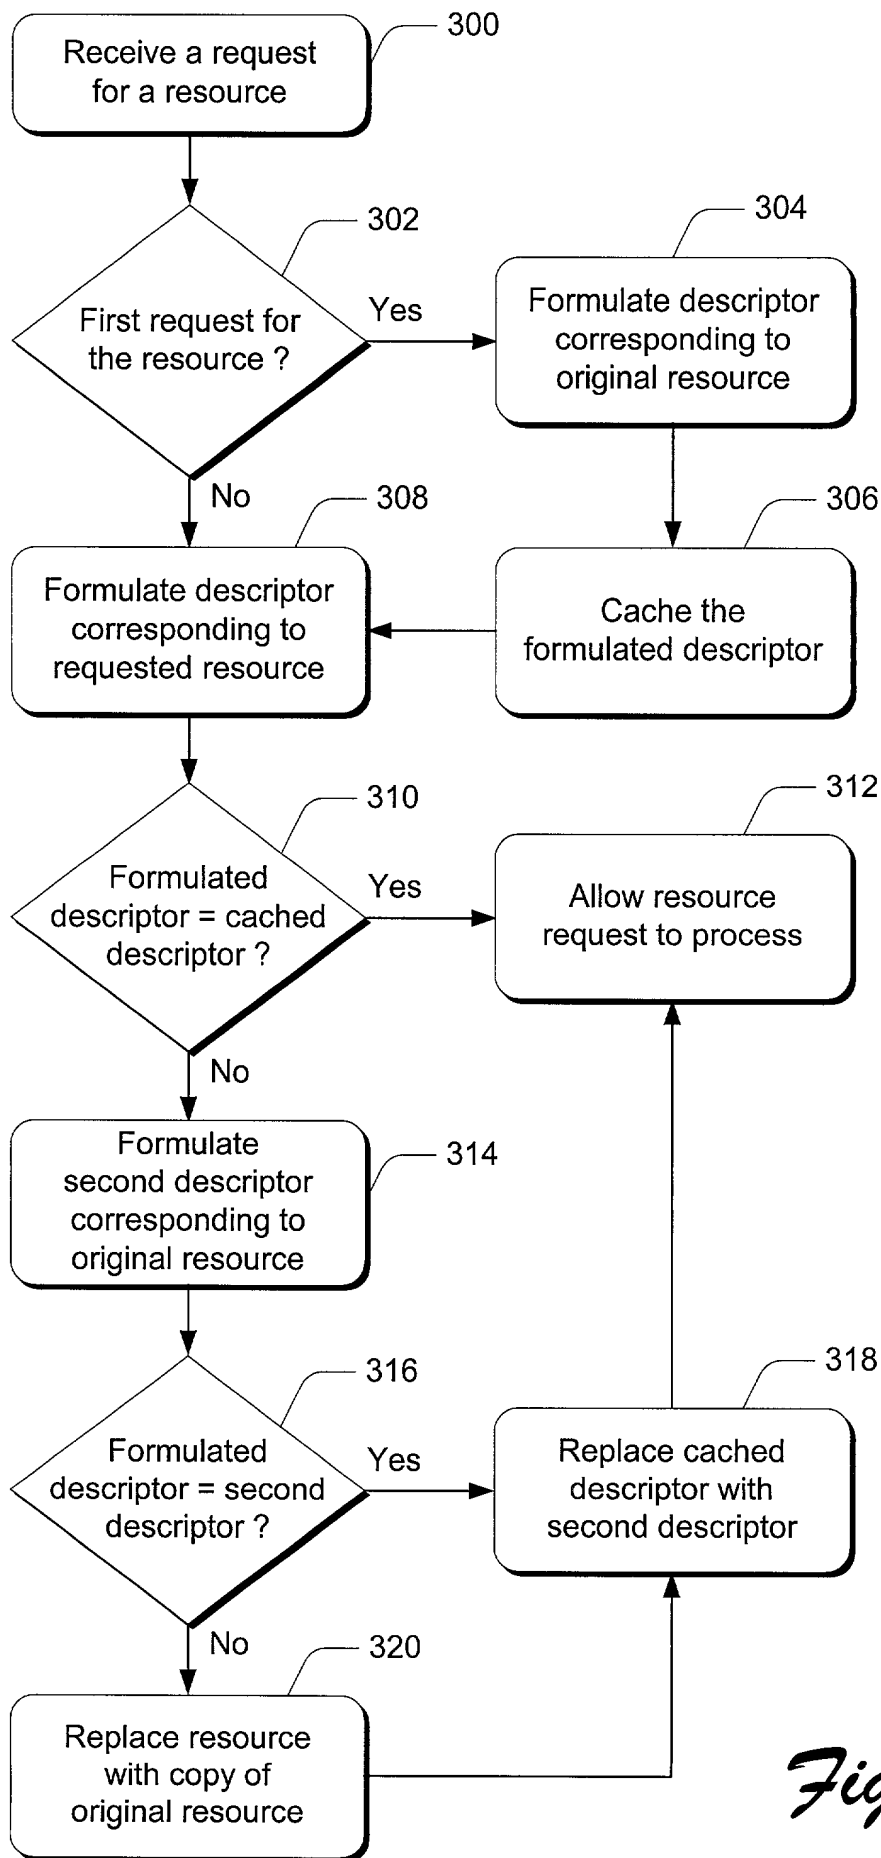 Receive a request
for a resource
300
First request for
the resource ?
302
Yes
No
Formulate descriptor
corresponding to
original resource
304
Cache the
formulated descriptor
306
Formulate descriptor
corresponding to
requested resource
308
Formulated
descriptor = cached
descriptor ?
310
Yes
No
Allow resource
request to process
312
Formulate
second descriptor
corresponding to
original resource
314
Formulated
descriptor = second
descriptor ?
316
Yes
No
Replace cached
descriptor with
second descriptor
318
Replace resource
with copy of
original resource
320
Fig